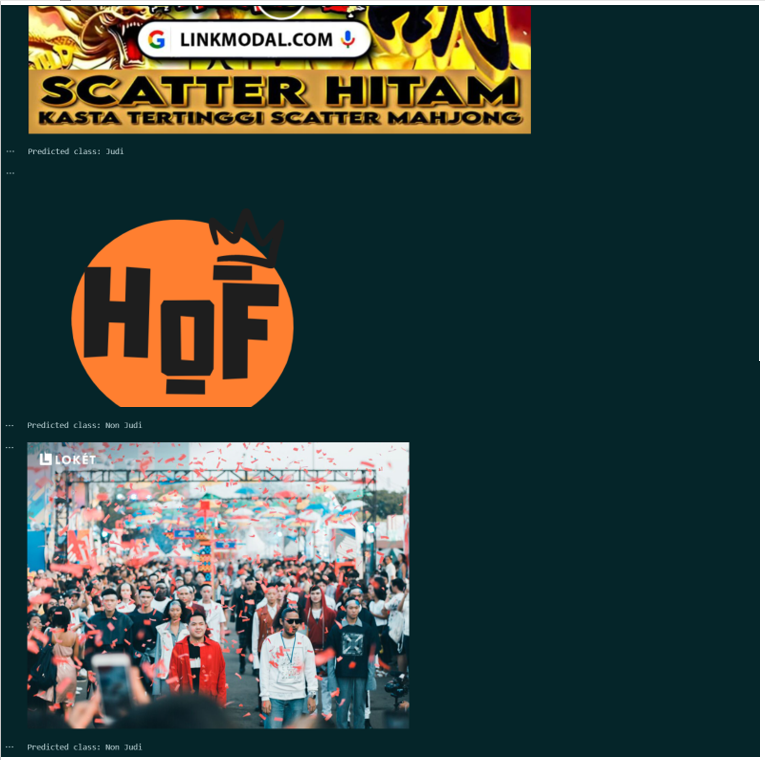 LINKMODAL.COM
SCATTER HITAM
KASTA TERTINGGI SCATTER MAHJONG
... Predicted class: Judi
...
HOF
... Predicted class: Non Judi
...
LOKET
... Predicted class: Non Judi